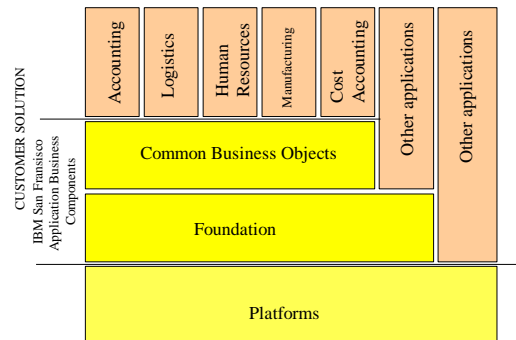 Accounting
Logistics
Human
Resources
Manufacturing
Cost
Accounting
Other applications
Other applications
CUSTOMER SOLUTION
IBM San Fransisco
Application Business
Components
Common Business Objects
Foundation
Platforms